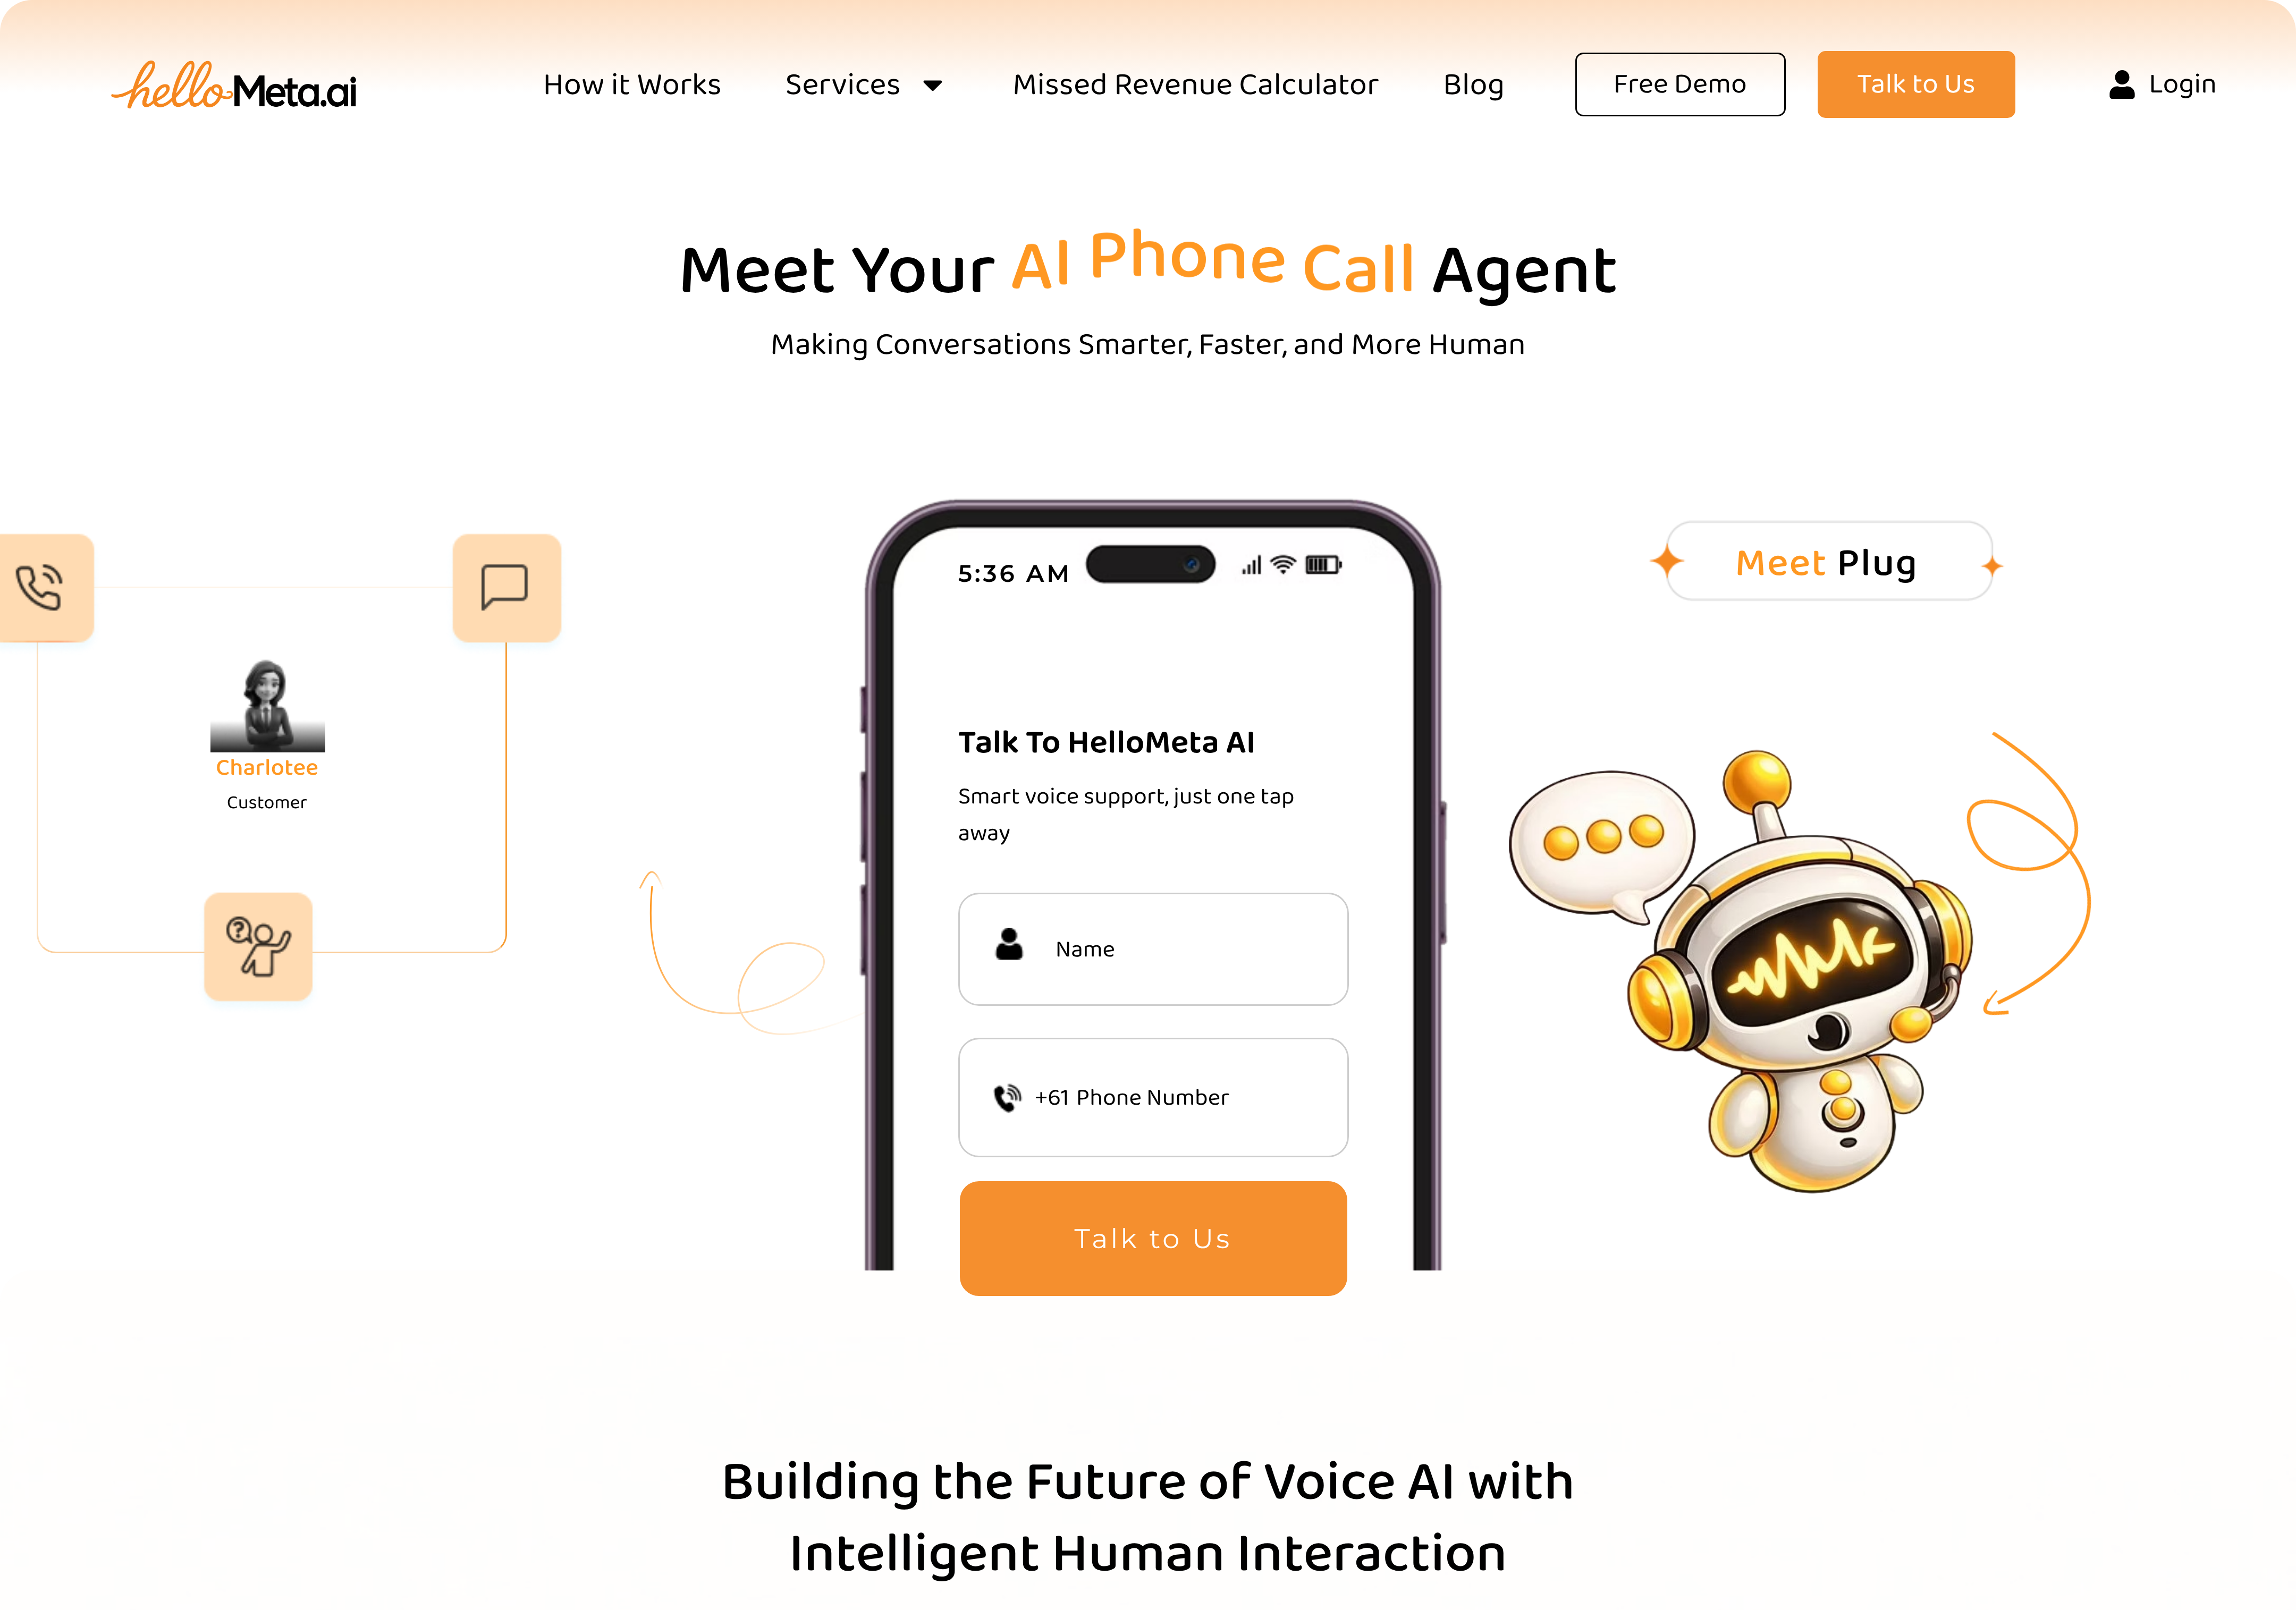 hello Meta.ai
How it Works
Services
Missed Revenue Calculator
Blog
Free Demo
Talk to Us
Login
Meet Your AI Phone Call Agent
Making Conversations Smarter, Faster, and More Human
Charlotee
Customer
?
5:36 AM
Talk To HelloMeta AI
Smart voice support, just one tap
away
Name
+61 Phone Number
Talk to Us
Meet Plug
Building the Future of Voice AI with
Intelligent Human Interaction